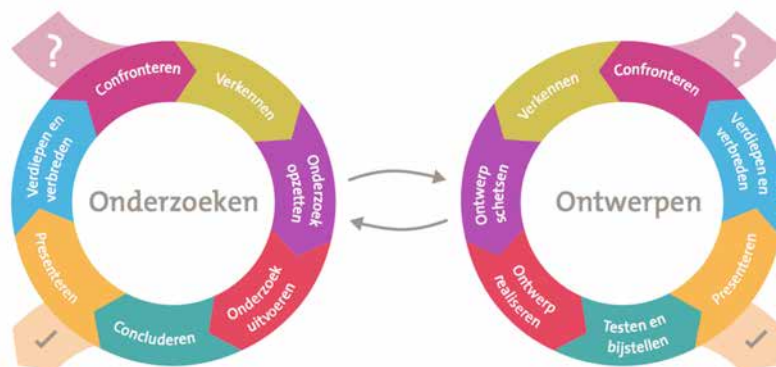 ?
Confronteren
Verkennen
Onderzoek
opzetten
Onderzoek
uitvoeren
Concluderen
Presenteren
Verdiepen en
verbreden
Onderzoeken
?
Confronteren
Verkennen
Ontwerp
schetsen
Ontwerp
realiseren
Testen en
bijstellen
Presenteren
Verdiepen en
verbreden
Ontwerpen